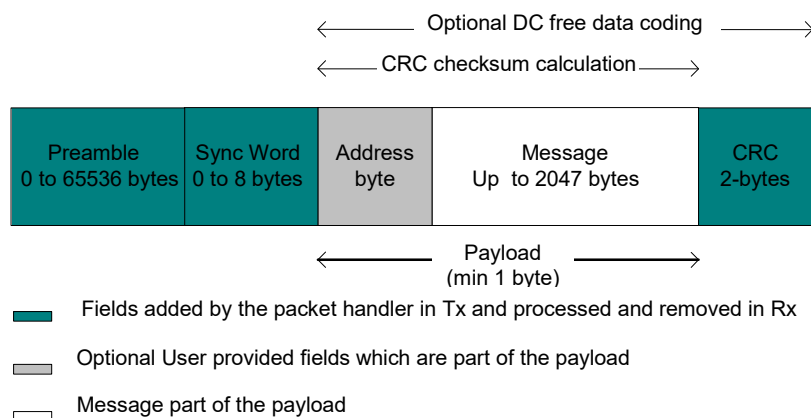 Optional DC free data coding
CRC checksum calculation
Preamble
0 to 65536 bytes
Sync Word
0 to 8 bytes
Address
byte
Message
Up to 2047 bytes
CRC
2-bytes
Payload
(min 1 byte)
Fields added by the packet handler in Tx and processed and removed in Rx
Optional User provided fields which are part of the payload
Message part of the payload